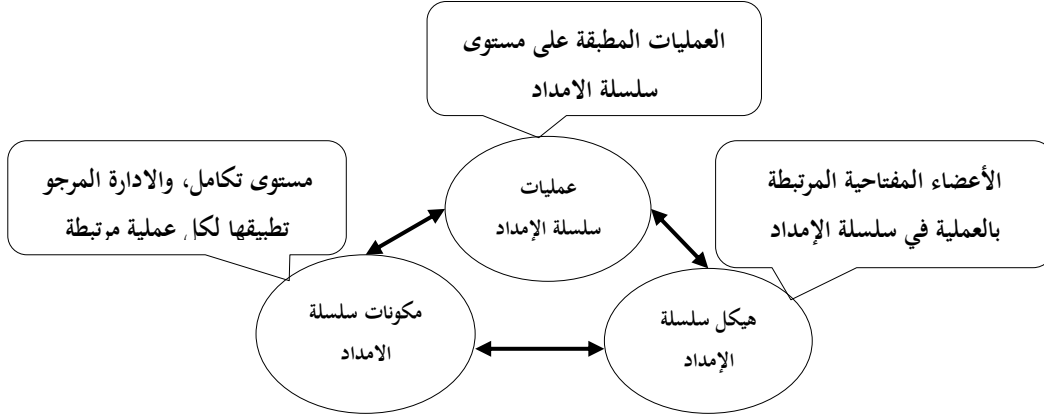 العمليات المطبقة على مستوى
سلسلة الامداد
الأعضاء المفتاحية المرتبطة
بالعملية في سلسلة الإمداد
مستوى تكامل، والادارة المرجو
تطبيقها لكل عملية مرتبطة
عمليات
سلسلة الإمداد
هيكل سلسلة
الإمداد
مكونات سلسلة
الامداد